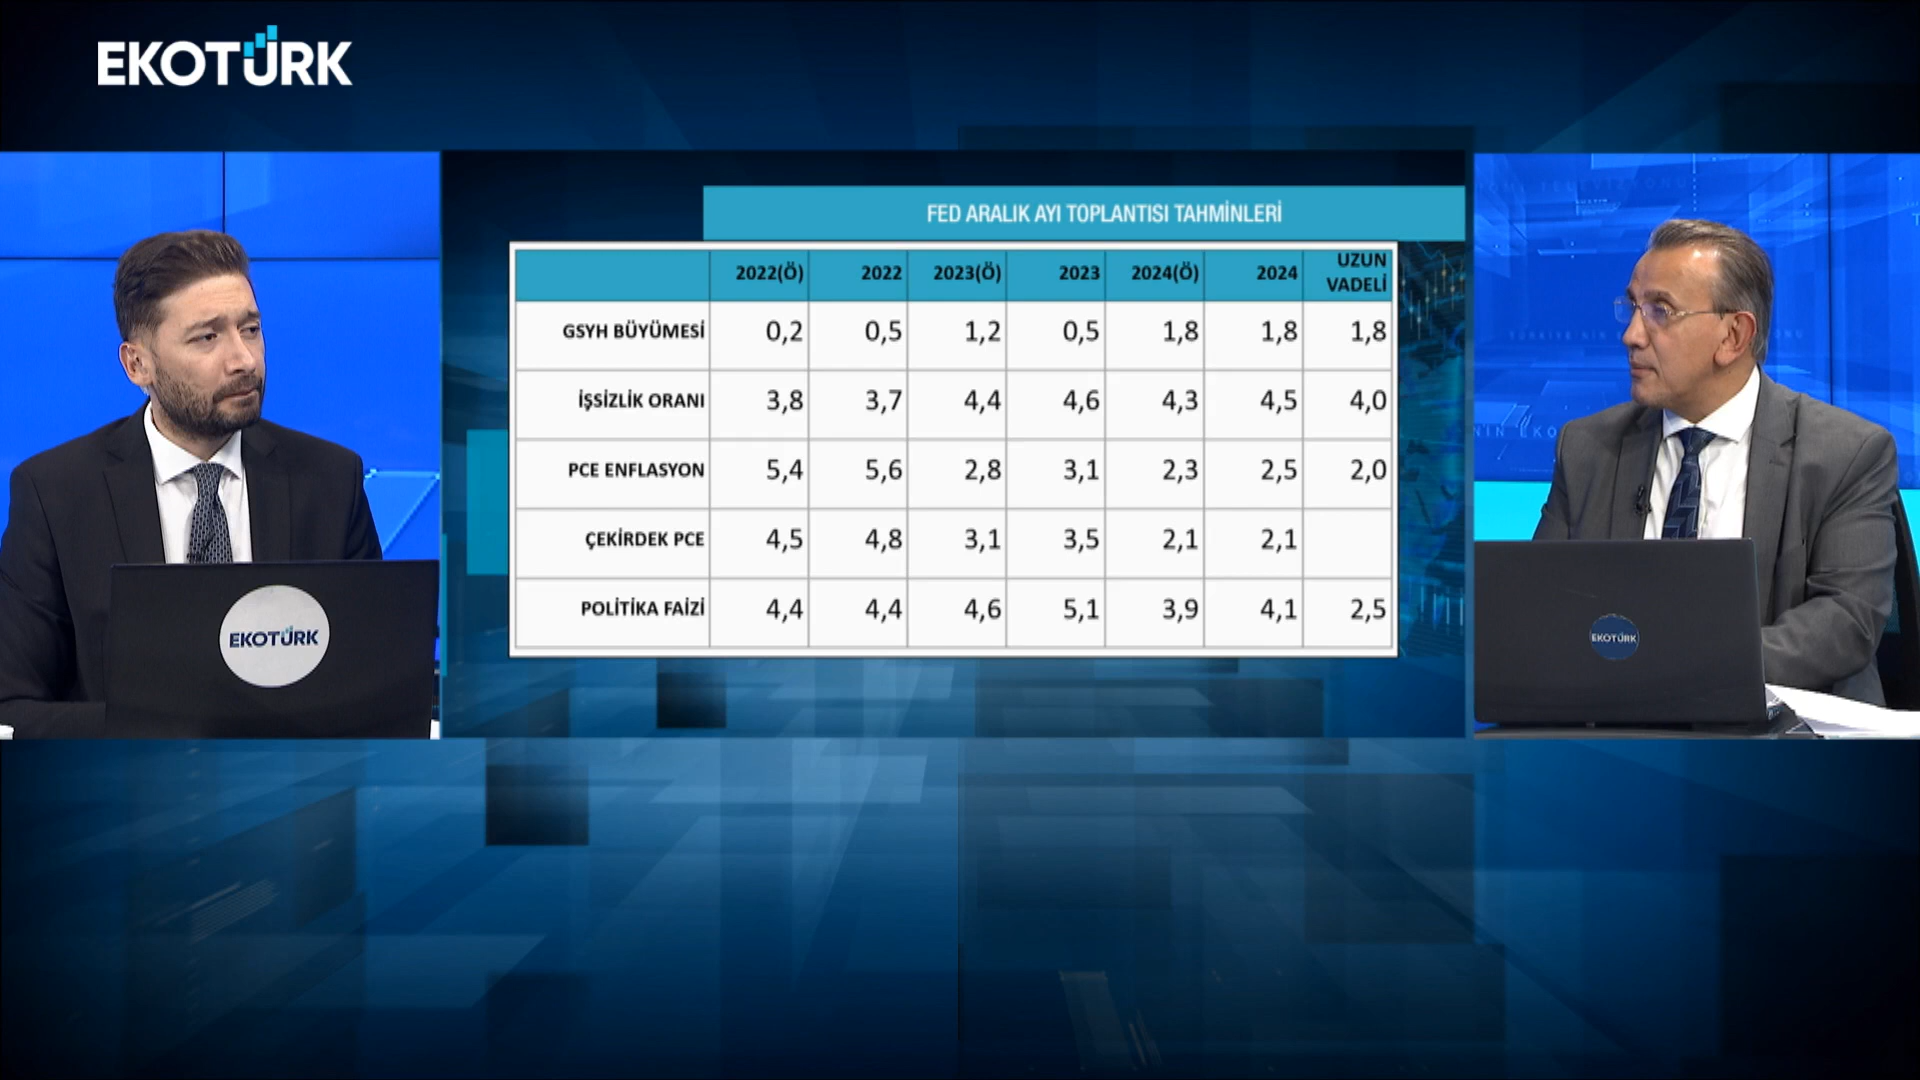 EKOTÜRK
FED ARALIK AYI TOPLANTISI TAHMİNLERİ
2022(Ö) 2022 2023(Ö) 2023 2024(Ö) 2024 UZUN VADELİ
GSYH BÜYÜMESİ 0,2 0,5 1,2 0,5 1,8 1,8 1,8
İŞSİZLİK ORANI 3,8 3,7 4,4 4,6 4,3 4,5 4,0
PCE ENFLASYON 5,4 5,6 2,8 3,1 2,3 2,5 2,0
ÇEKİRDEK PCE 4,5 4,8 3,1 3,5 2,1 2,1
POLİTİKA FAİZİ 4,4 4,4 4,6 5,1 3,9 4,1 2,5
EKOTÜRK
EKOTÜRK